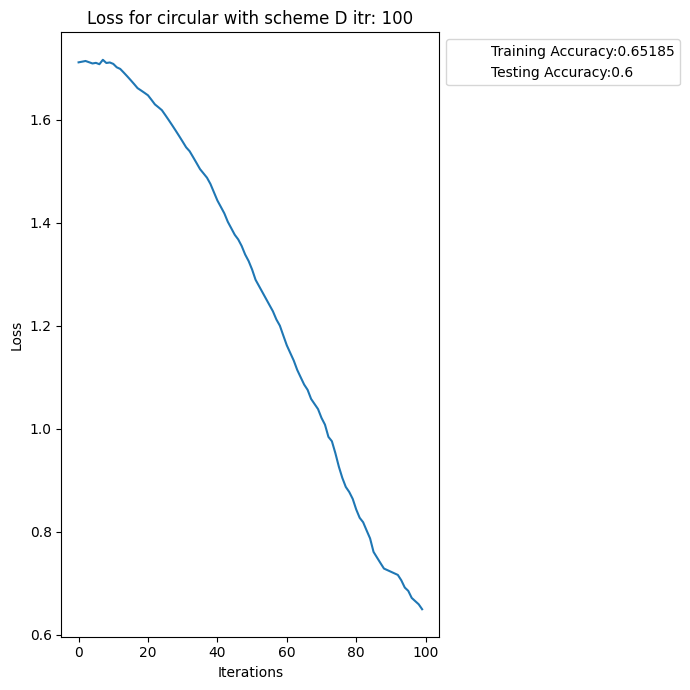 Loss for circular with scheme D itr: 100
Training Accuracy:0.65185
Testing Accuracy:0.6
1.6
1.4
1.2
1.0
0.8
0.6
Loss
0 20 40 60 80 100
Iterations